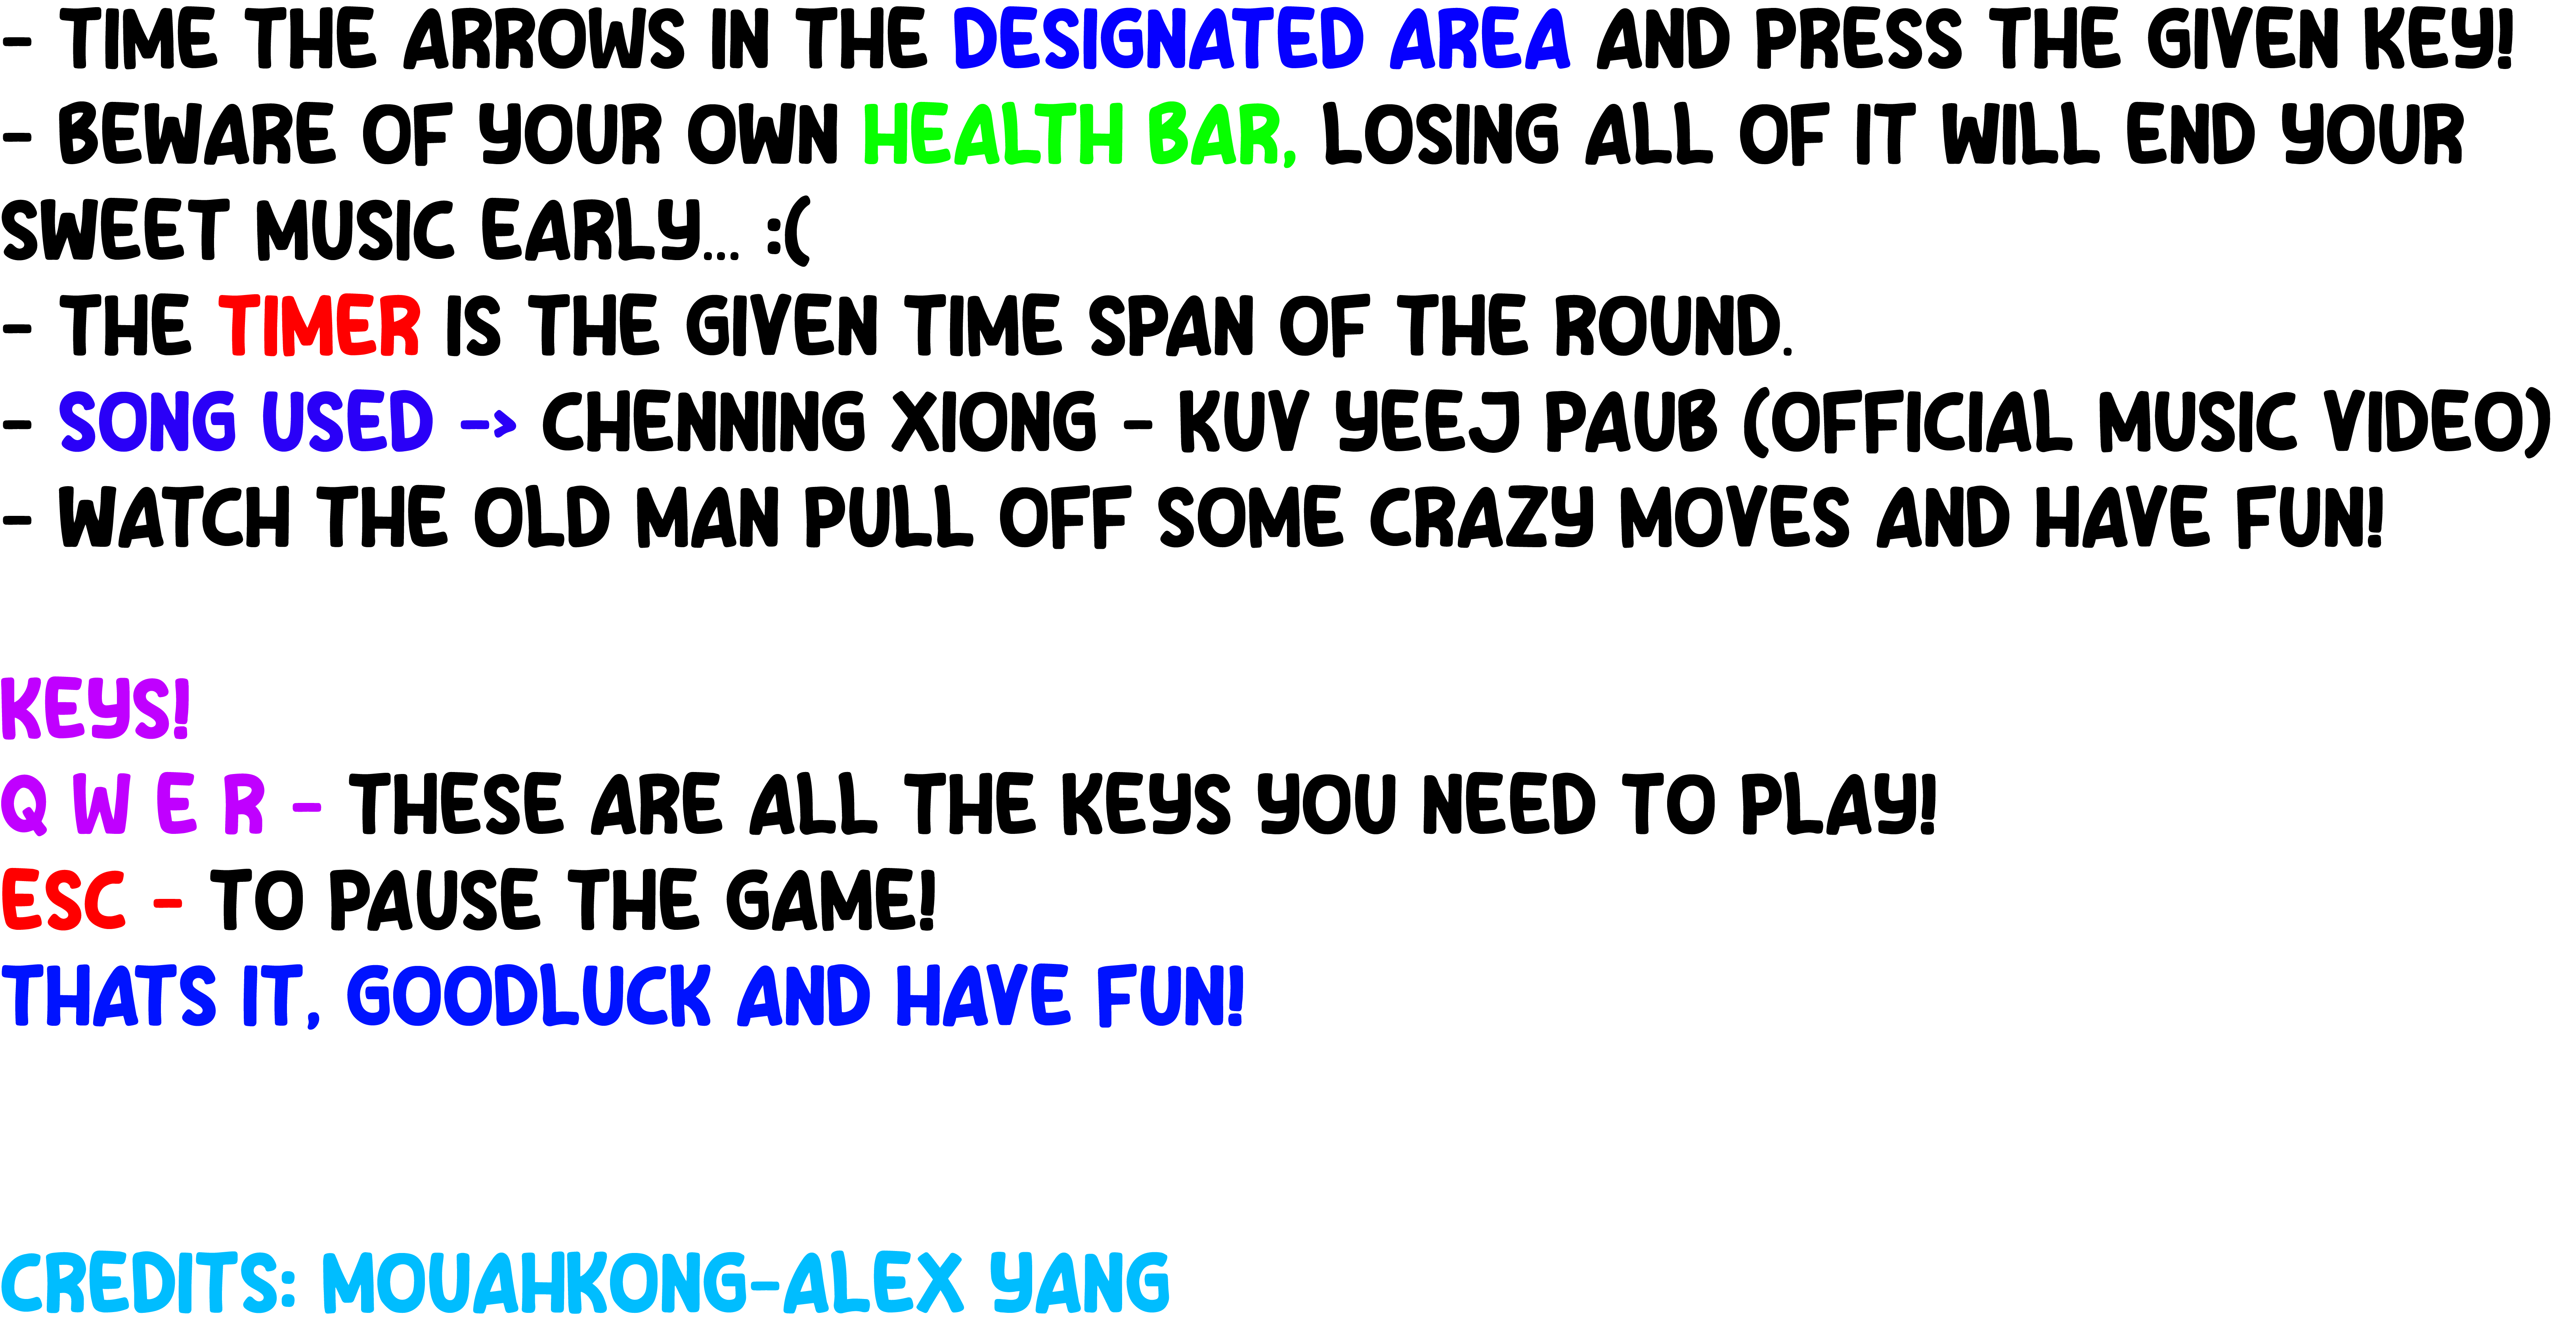 - TIME THE ARROWS IN THE DESIGNATED AREA AND PRESS THE GIVEN KEY!
- BEWARE OF YOUR OWN HEALTH BAR, LOSING ALL OF IT WILL END YOUR
SWEET MUSIC EARLY... :(
- THE TIMER IS THE GIVEN TIME SPAN OF THE ROUND.
- SONG USED -> CHENNING XIONG - KUV YEEJ PAUB (OFFICIAL MUSIC VIDEO)
- WATCH THE OLD MAN PULL OFF SOME CRAZY MOVES AND HAVE FUN!
KEYS!
Q W E R - THESE ARE ALL THE KEYS YOU NEED TO PLAY!
ESC - TO PAUSE THE GAME!
THATS IT, GOODLUCK AND HAVE FUN!
CREDITS: MOUAHKONG-ALEX YANG